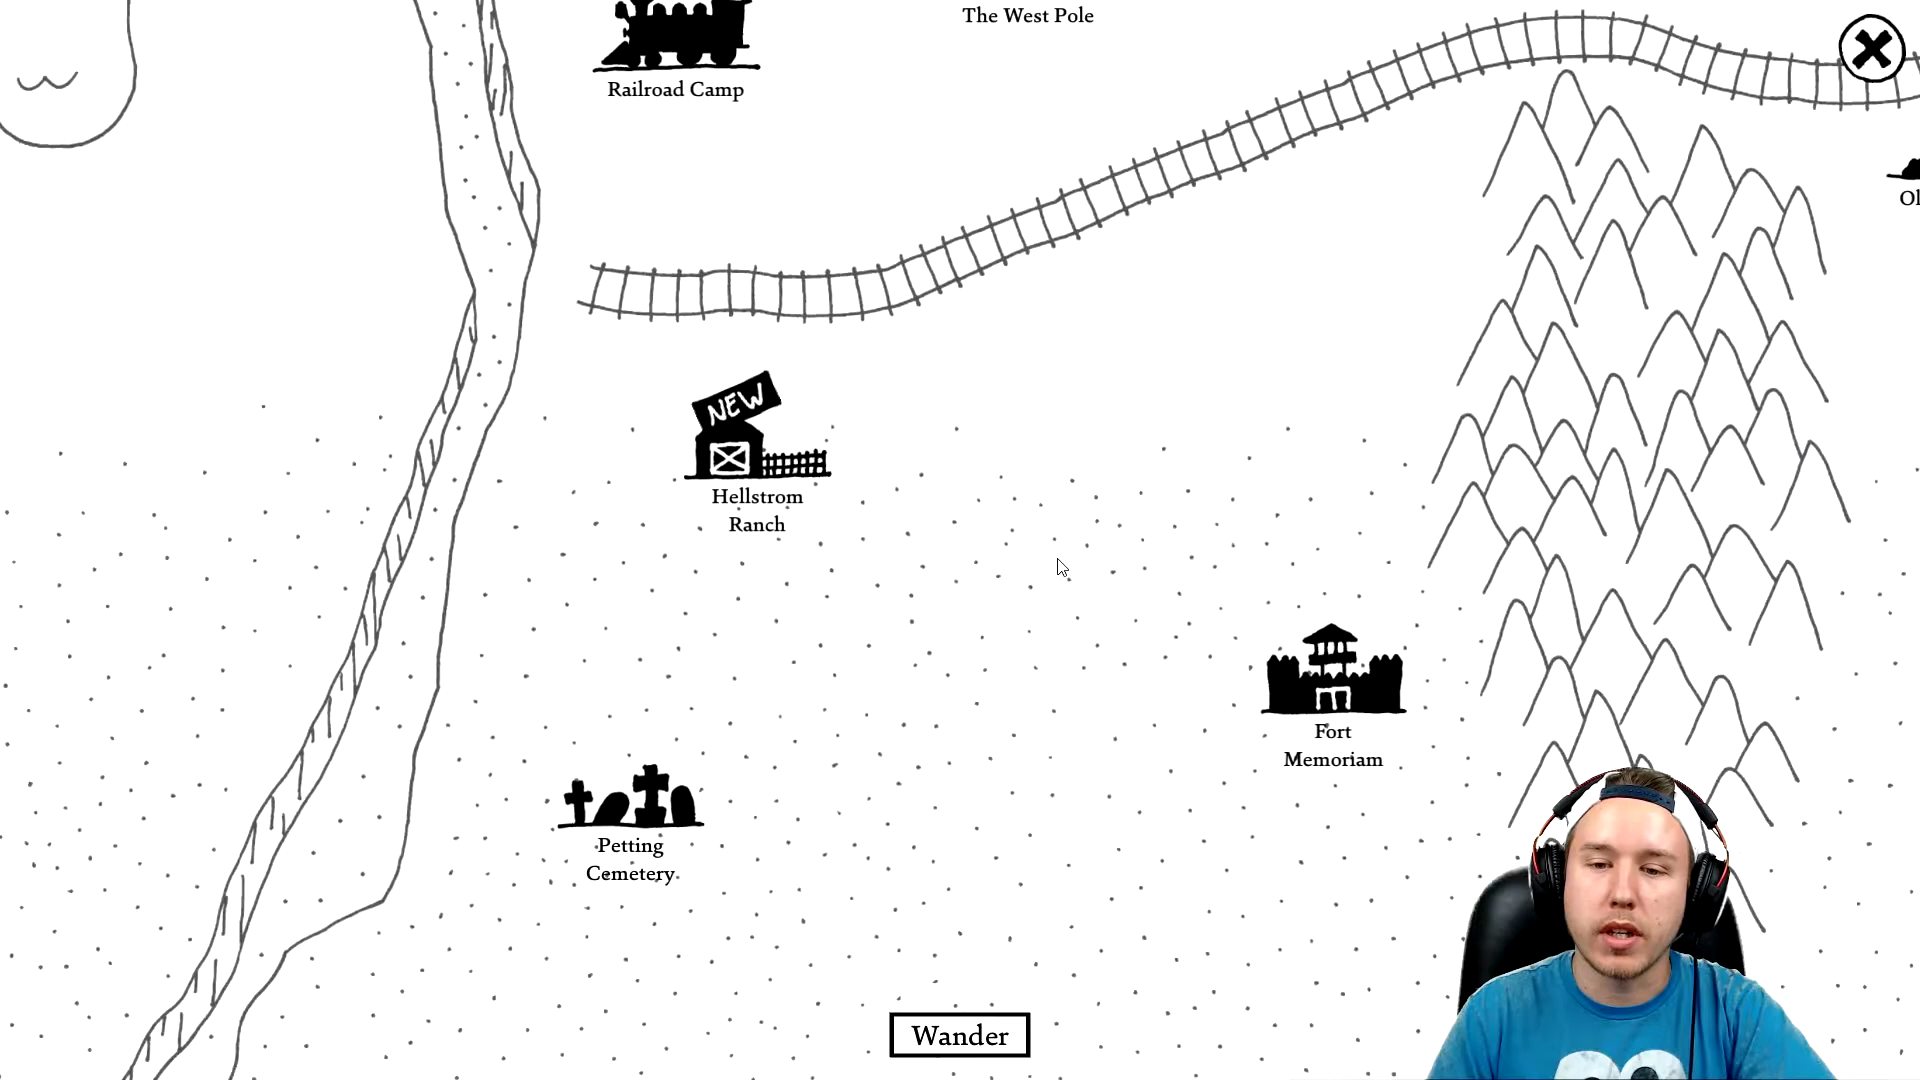 The West Pole
Railroad Camp
NEW
Hellstrom
Ranch
Fort
Memoriam
Petting
Cemetery
Wander